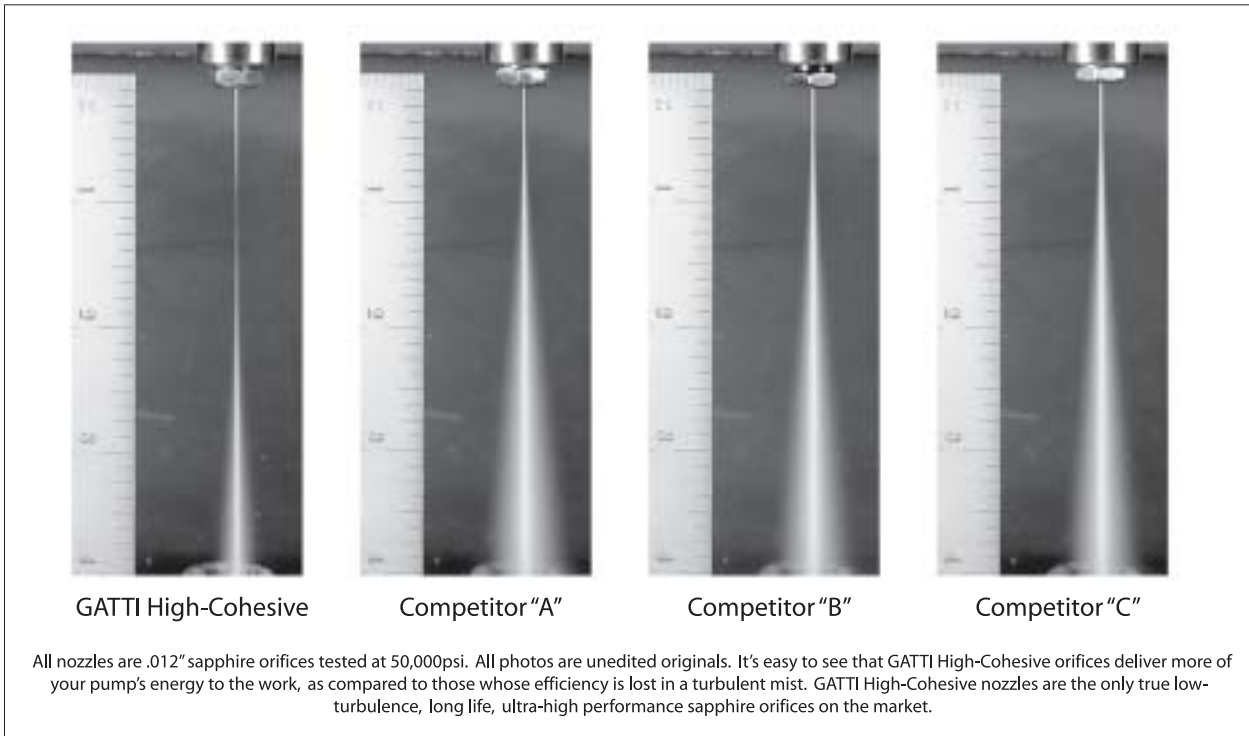 GATTI High-Cohesive
Competitor “A”
Competitor “B”
Competitor “C”
All nozzles are .012” sapphire orifices tested at 50,000psi. All photos are unedited originals. It’s easy to see that GATTI High-Cohesive orifices deliver more of
your pump’s energy to the work, as compared to those whose efficiency is lost in a turbulent mist. GATTI High-Cohesive nozzles are the only true low-
turbulence, long life, ultra-high performance sapphire orifices on the market.